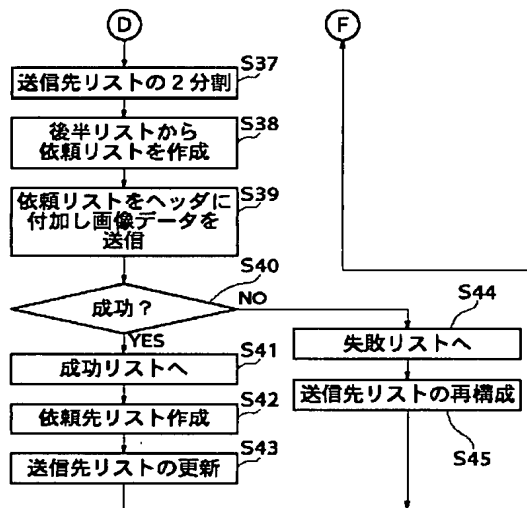 D
F
S37
送信先リストの2分割
S38
後半リストから
依頼リストを作成
S39
依頼リストをヘッダに
付加し画像データを
送信
S40
成功?
NO
YES
S41
成功リストへ
S42
依頼先リスト作成
S43
送信先リストの更新
S44
失敗リストへ
送信先リストの再構成
S45